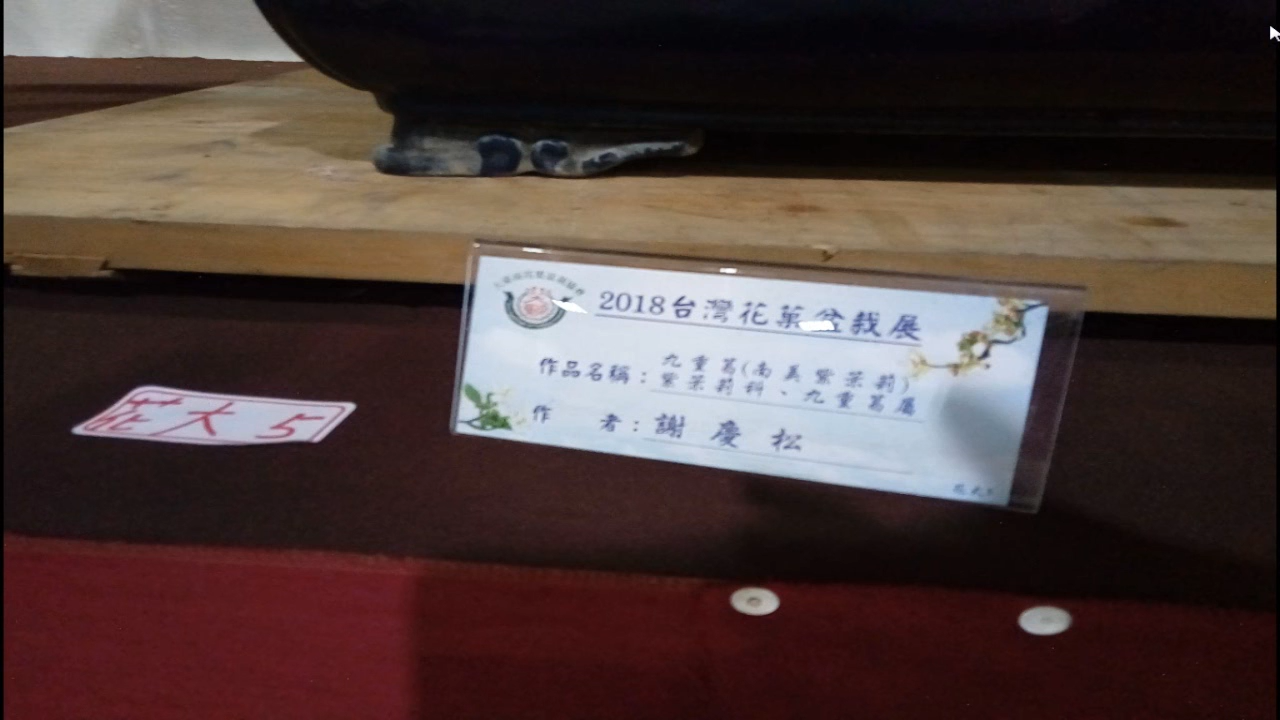 2018台灣花菓盆栽展
作品名稱：九重葛(南美紫茉莉)
紫茉莉科、九重葛屬
作 者：謝慶松
花大5